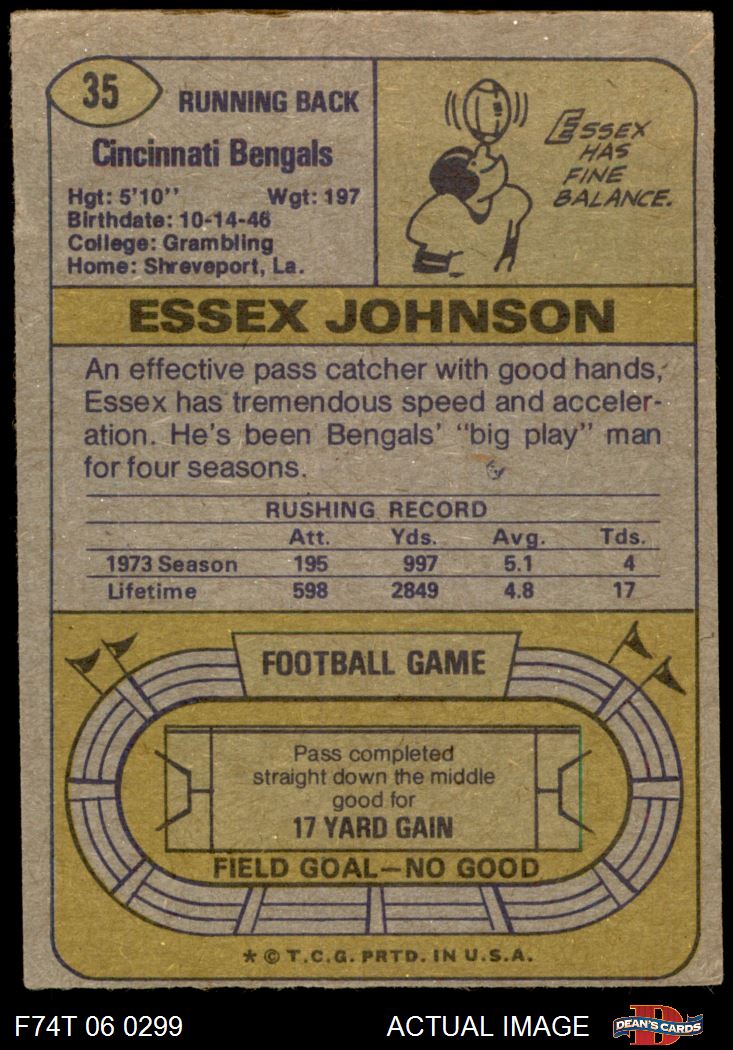 35
RUNNING BACK
Cincinnati Bengals
Hgt: 5'10'' Wgt: 197
Birthdate: 10-14-46
College: Grambling
Home: Shreveport, La.
ESSEX
HAS
FINE
BALANCE.
ESSEX JOHNSON
An effective pass catcher with good hands,
Essex has tremendous speed and acceler-
ation. He's been Bengals' "big play" man
for four seasons.
RUSHING RECORD
Att. Yds. Avg. Tds.
1973 Season 195 997 5.1 4
Lifetime 598 2849 4.8 17
FOOTBALL GAME
Pass completed
straight down the middle
good for
17 YARD GAIN
FIELD GOAL—NO GOOD
* © T.C.G. PRTD. IN U.S.A.
F74T 06 0299 ACTUAL IMAGE
D
DEAN'S CARDS